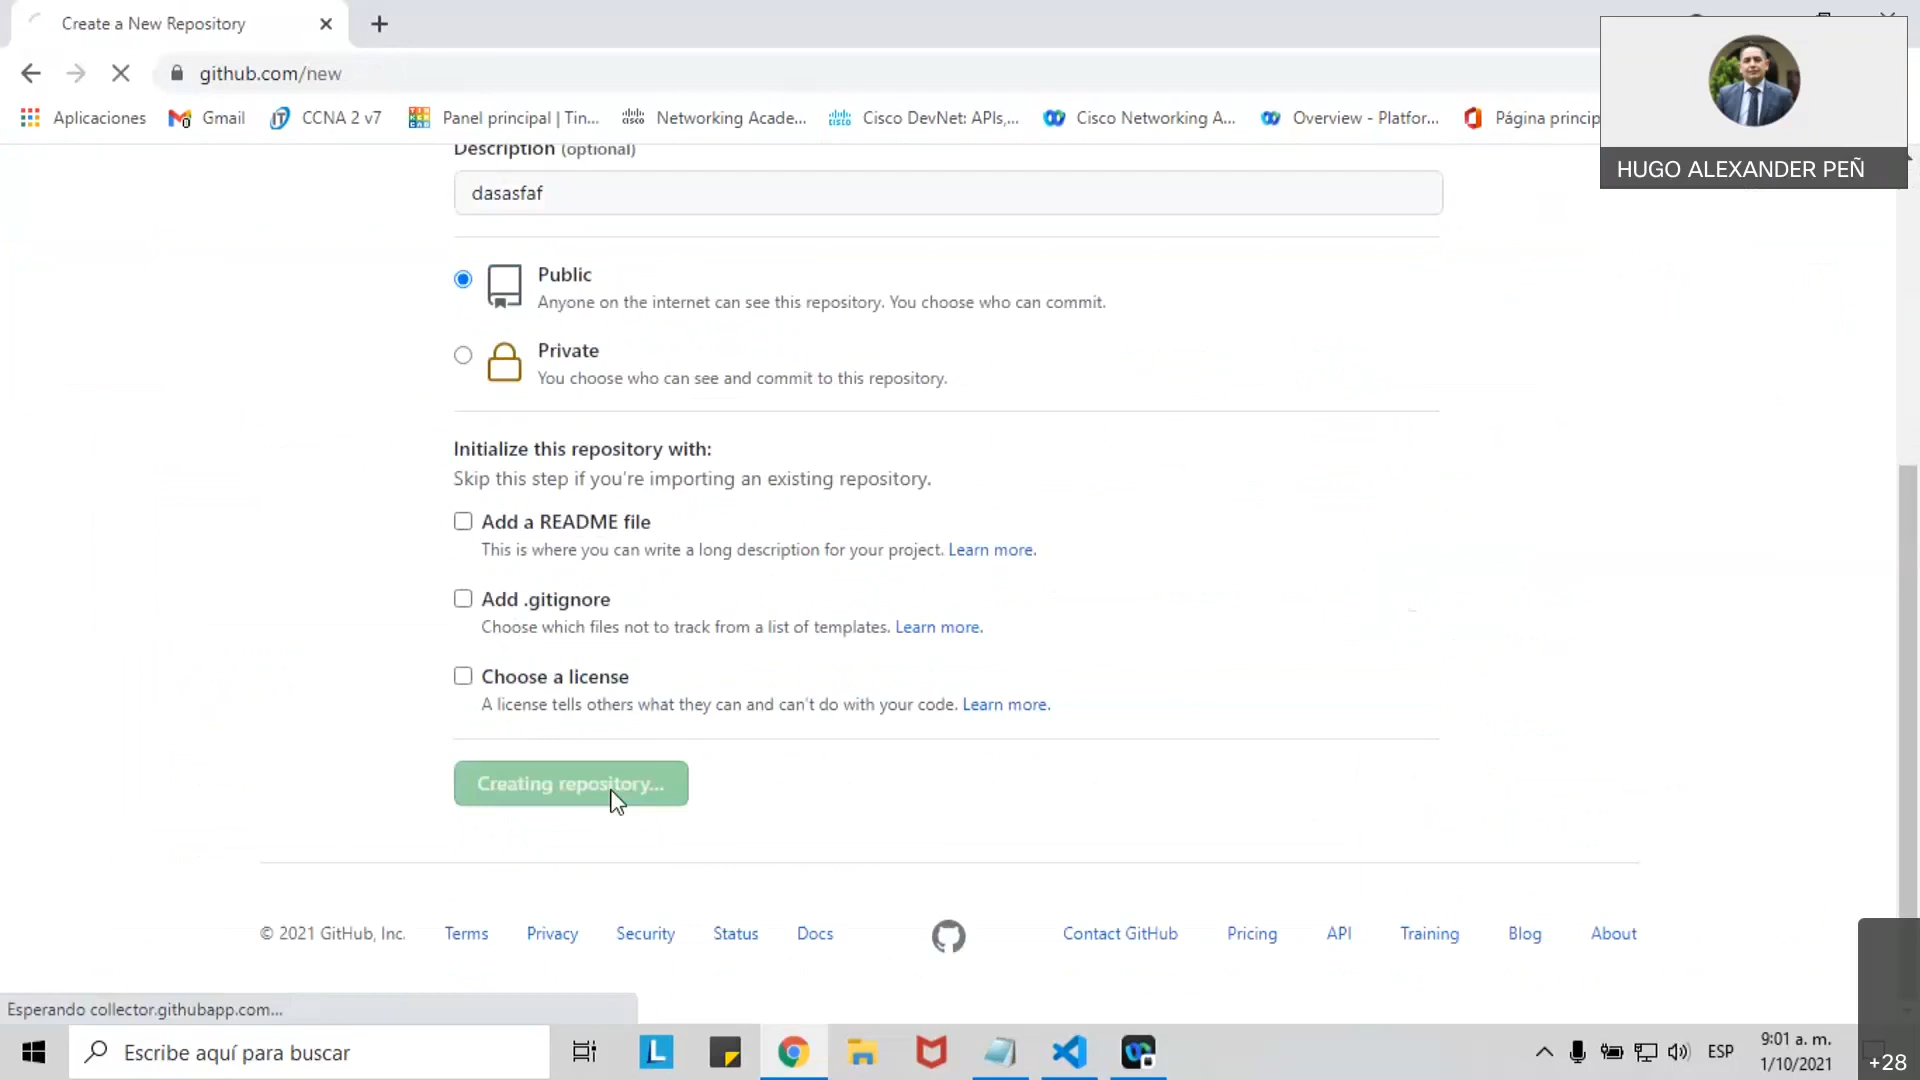 Create a New Repository
github.com/new
Aplicaciones
Gmail
CCNA 2 v7
Panel principal | Tin...
Networking Acade...
Cisco DevNet: APIs,...
Cisco Networking A...
Overview - Platfor...
Página princip
HUGO ALEXANDER PEÑ
Description (optional)
dasasfaf
Public
Anyone on the internet can see this repository. You choose who can commit.
Private
You choose who can see and commit to this repository.
Initialize this repository with:
Skip this step if you're importing an existing repository.
Add a README file
This is where you can write a long description for your project. Learn more.
Add .gitignore
Choose which files not to track from a list of templates. Learn more.
Choose a license
A license tells others what they can and can't do with your code. Learn more.
Creating repository...
© 2021 GitHub, Inc. Terms Privacy Security Status Docs Contact GitHub Pricing API Training Blog About
Esperando collector.githubapp.com...
Escribe aquí para buscar
ESP
9:01 a. m.
1/10/2021
+28